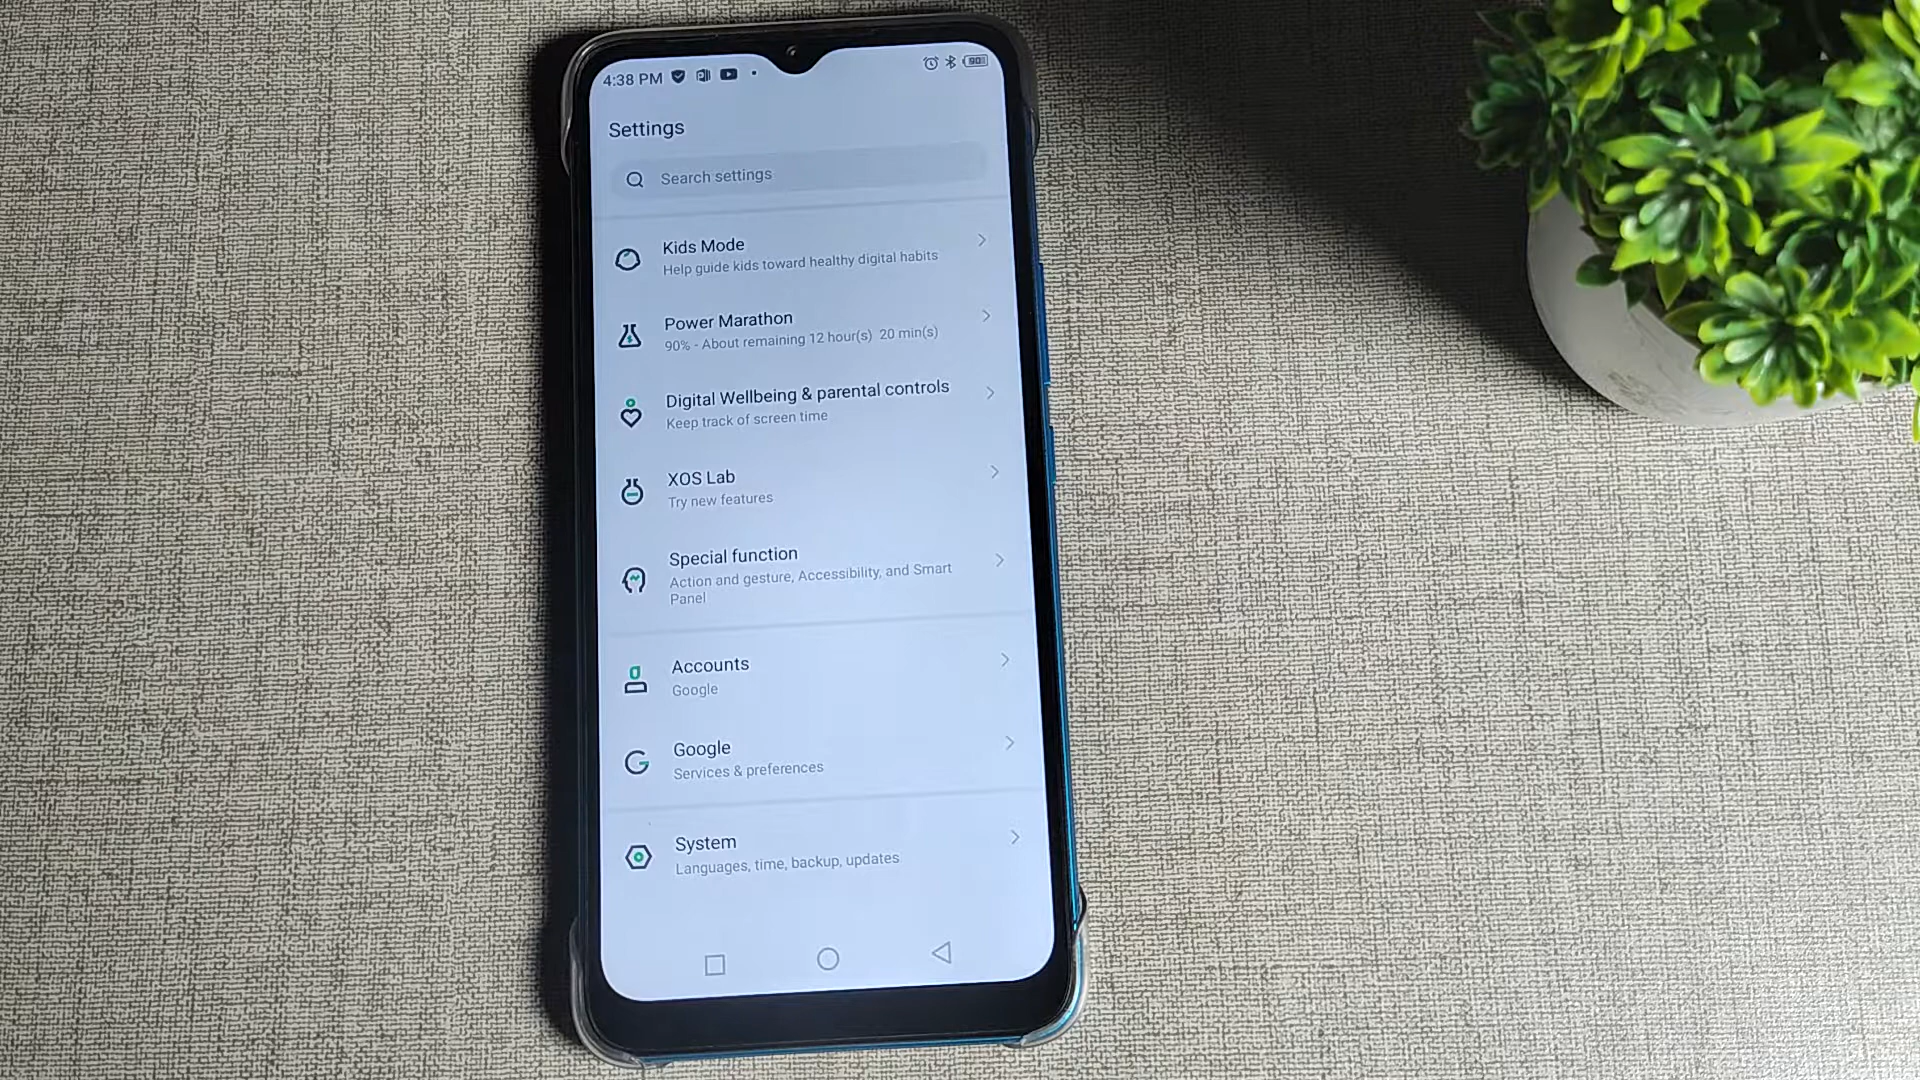 4:38 PM
90
Settings
Search settings
Kids Mode
Help guide kids toward healthy digital habits
Power Marathon
90% - About remaining 12 hour(s) 20 min(s)
Digital Wellbeing & parental controls
Keep track of screen time
XOS Lab
Try new features
Special function
Action and gesture, Accessibility, and Smart
Panel
Accounts
Google
Google
Services & preferences
System
Languages, time, backup, updates